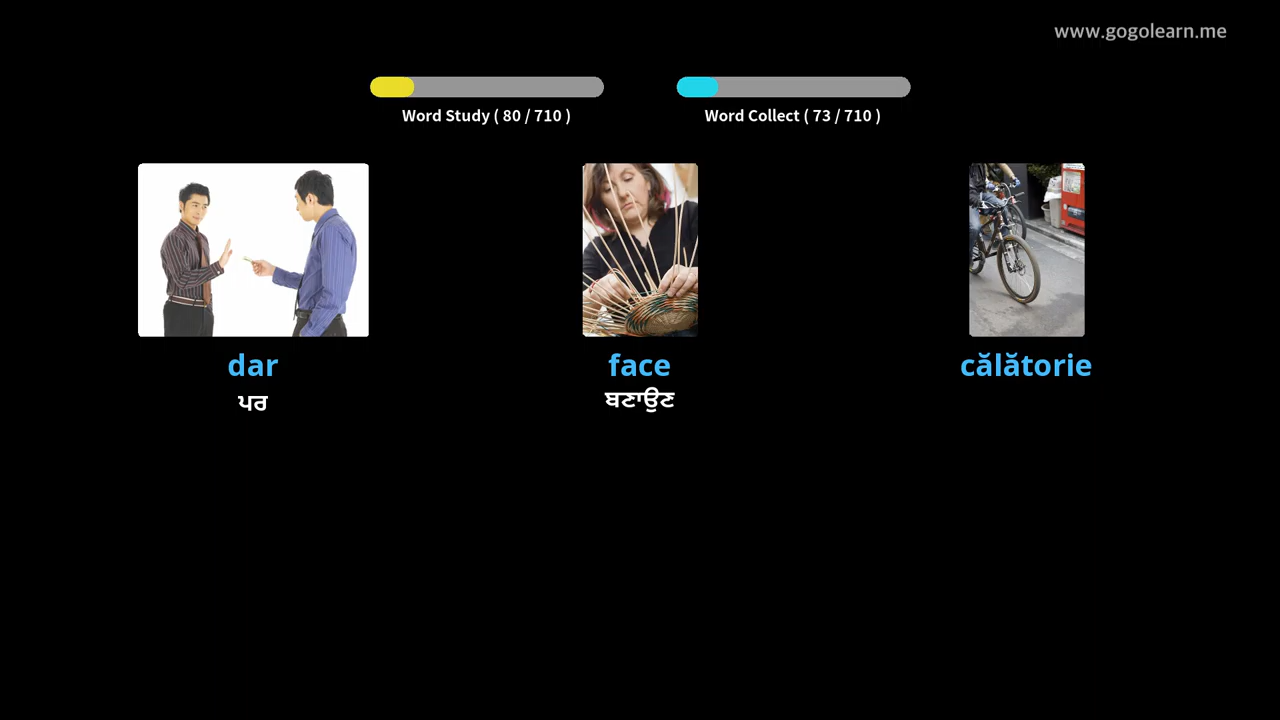 www.gogolearn.me
Word Study ( 80 / 710 )
Word Collect ( 73 / 710 )
dar
face
călătorie
ਪਰ
ਬਣਾਉਣ